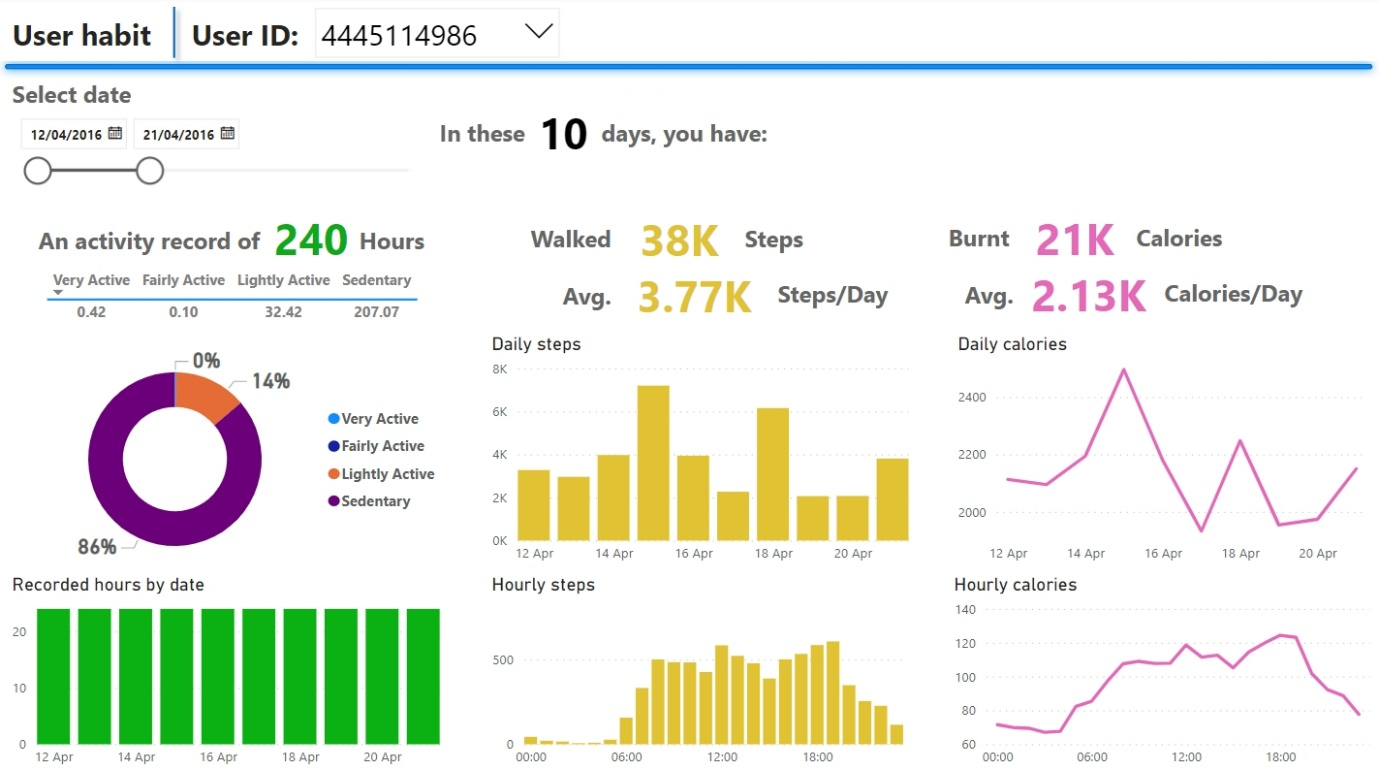 User habit User ID: 4445114986
Select date
12/04/2016 21/04/2016
In these 10 days, you have:
An activity record of 240 Hours
Very Active Fairly Active Lightly Active Sedentary
0.42 0.10 32.42 207.07
0%
14%
86%
Very Active
Fairly Active
Lightly Active
Sedentary
Recorded hours by date
20
10
0
12 Apr 14 Apr 16 Apr 18 Apr 20 Apr
Walked 38K Steps
Avg. 3.77K Steps/Day
Daily steps
8K
6K
4K
2K
0K
12 Apr 14 Apr 16 Apr 18 Apr 20 Apr
Hourly steps
500
0
00:00 06:00 12:00 18:00
Burnt 21K Calories
Avg. 2.13K Calories/Day
Daily calories
2400
2200
2000
12 Apr 14 Apr 16 Apr 18 Apr 20 Apr
Hourly calories
140
120
100
80
60
00:00 06:00 12:00 18:00